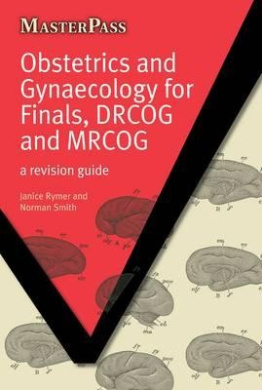 MASTERPASS
Obstetrics and
Gynaecology for
Finals, DRCOG
and MRCOG
a revision guide
Janice Rymer and
Norman Smith